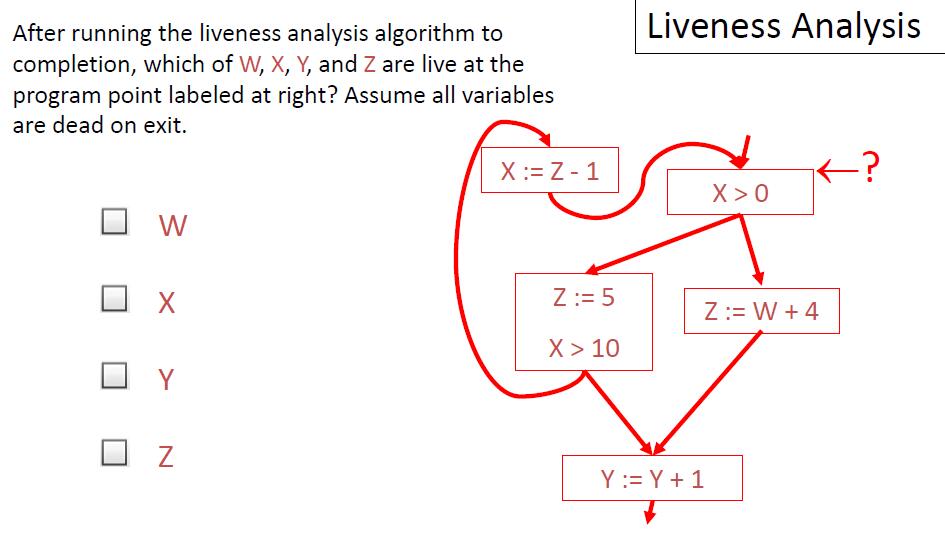 Liveness Analysis
After running the liveness analysis algorithm to
completion, which of W, X, Y, and Z are live at the
program point labeled at right? Assume all variables
are dead on exit.
W
X
Y
Z
X := Z - 1
X > 0
?
Z := 5
X > 10
Z := W + 4
Y := Y + 1